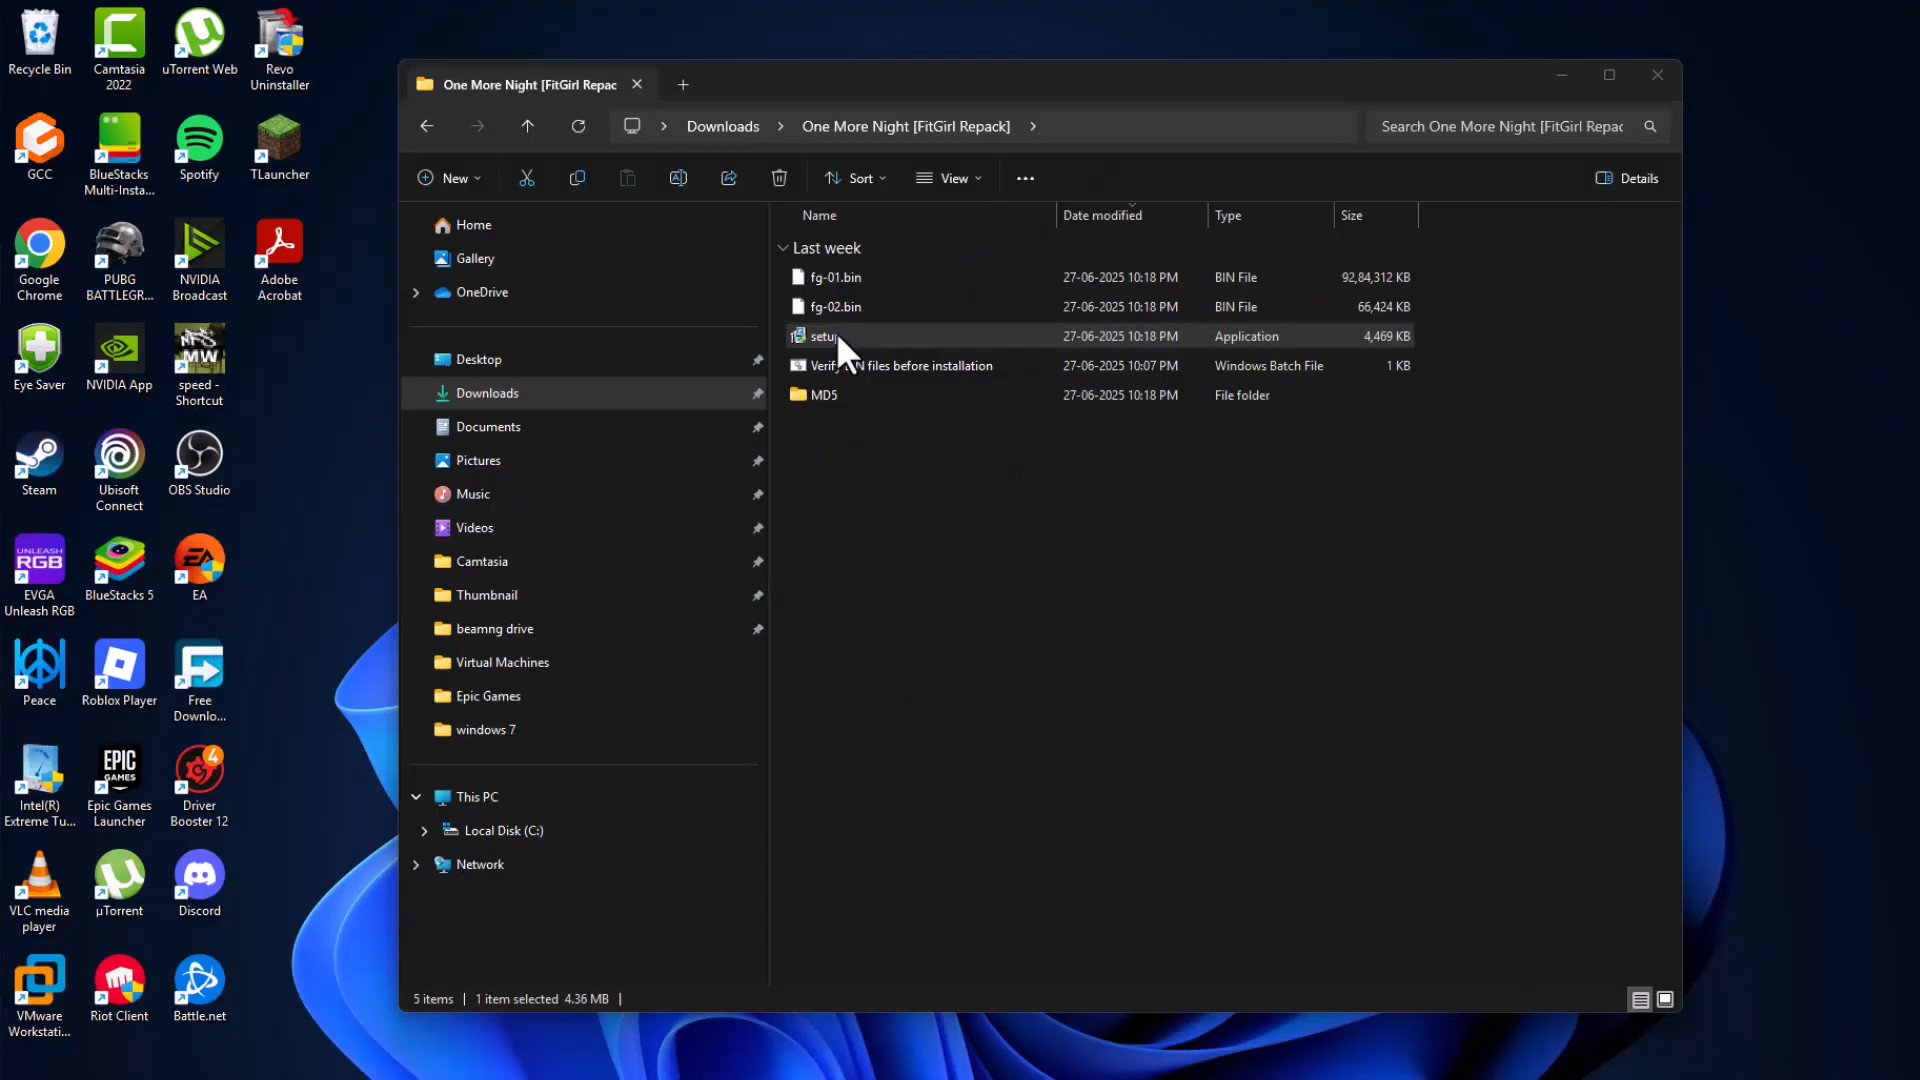 Recycle Bin
Camtasia
2022
uTorrent Web
Revo
Uninstaller
GCC
BlueStacks
Multi-Insta...
Spotify
TLauncher
Google
Chrome
PUBG
BATTLEGR...
NVIDIA
Broadcast
Adobe
Acrobat
Eye Saver
NVIDIA App
speed -
Shortcut
Steam
Ubisoft
Connect
OBS Studio
EVGA
Unleash RGB
BlueStacks 5
EA
Peace
Roblox Player
Free
Downlo...
Intel(R)
Extreme Tu...
Epic Games
Launcher
Driver
Booster 12
VLC media
player
µTorrent
Discord
VMware
Workstati...
Riot Client
Battle.net
UNLEASH
RGB
EPIC
GAMES
4
One More Night [FitGirl Repac
Downloads
One More Night [FitGirl Repack]
Search One More Night [FitGirl Repac
New
Sort
View
Details
Home
Gallery
OneDrive
Desktop
Downloads
Documents
Pictures
Music
Videos
Camtasia
Thumbnail
beamng drive
Virtual Machines
Epic Games
windows 7
This PC
Local Disk (C:)
Network
Name Date modified Type Size
Last week
fg-01.bin 27-06-2025 10:18 PM BIN File 92,84,312 KB
fg-02.bin 27-06-2025 10:18 PM BIN File 66,424 KB
setup 27-06-2025 10:18 PM Application 4,469 KB
files before installation 27-06-2025 10:07 PM Windows Batch File 1 KB
MD5 27-06-2025 10:18 PM File folder
5 items
1 item selected 4.36 MB